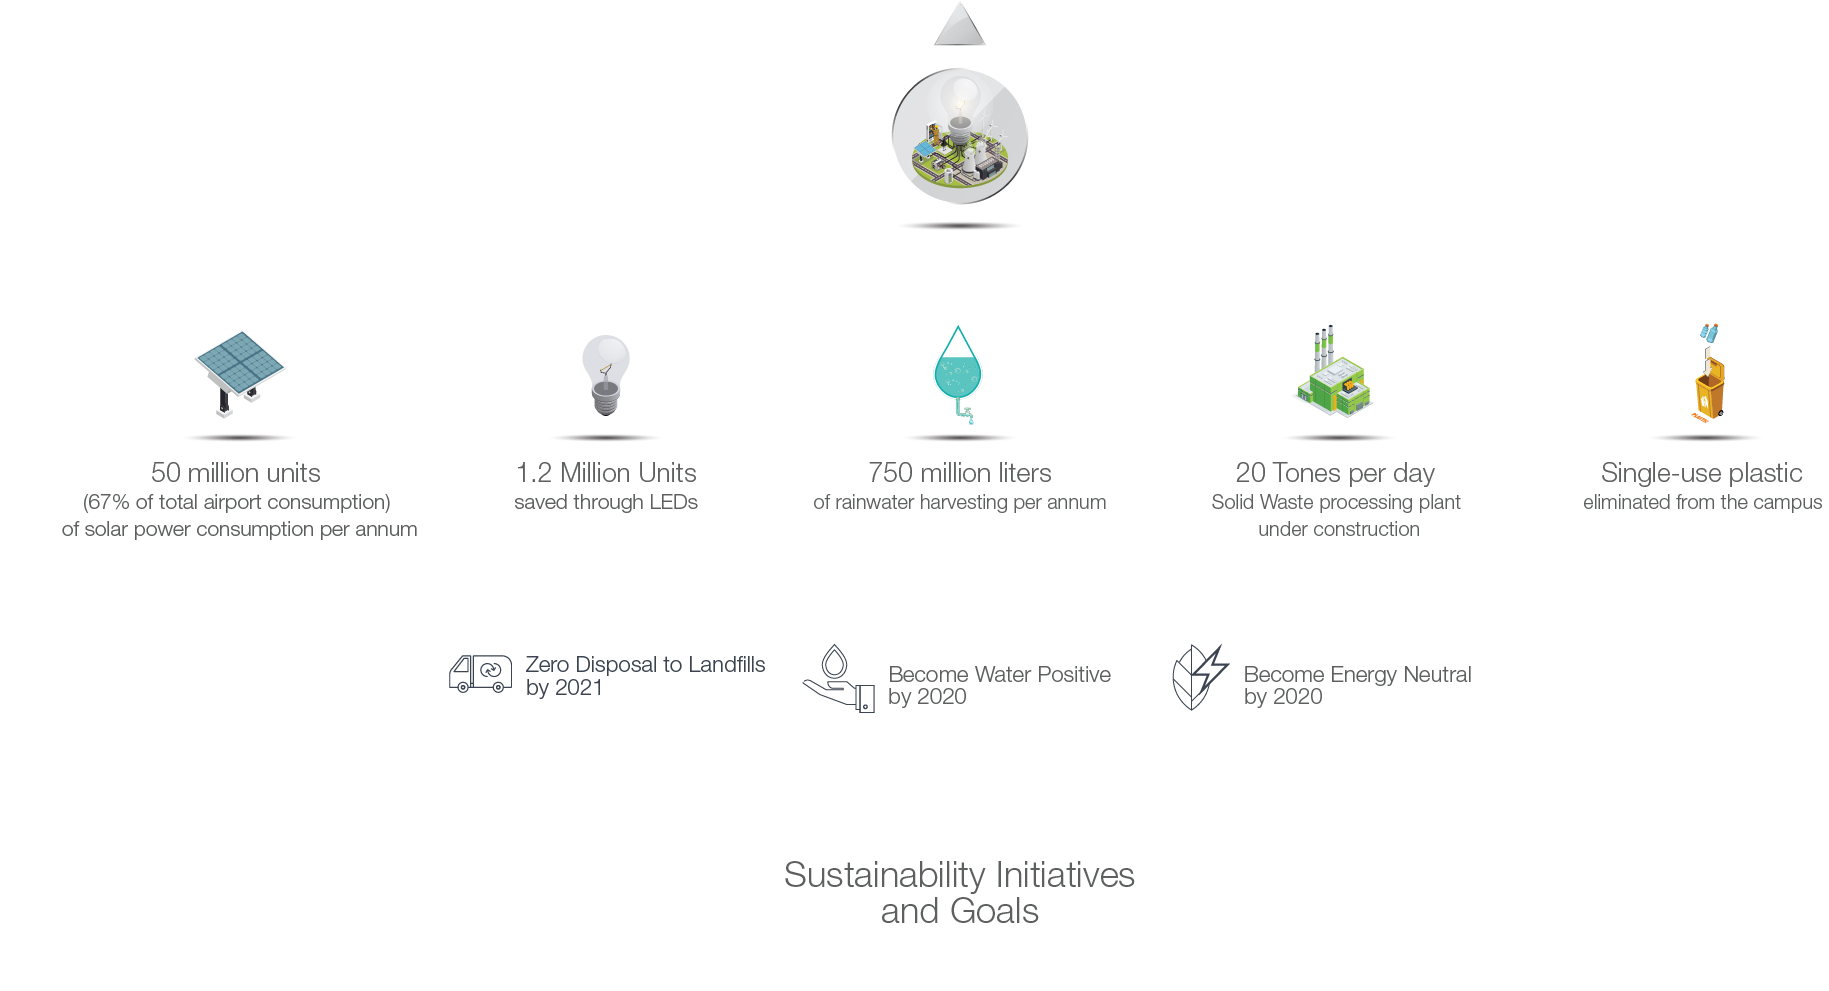 50 million units
(67% of total airport consumption)
of solar power consumption per annum
1.2 Million Units
saved through LEDs
750 million liters
of rainwater harvesting per annum
20 Tones per day
Solid Waste processing plant
under construction
PLASTIC
Single-use plastic
eliminated from the campus
Zero Disposal to Landfills
by 2021
Become Water Positive
by 2020
Become Energy Neutral
by 2020
Sustainability Initiatives
and Goals